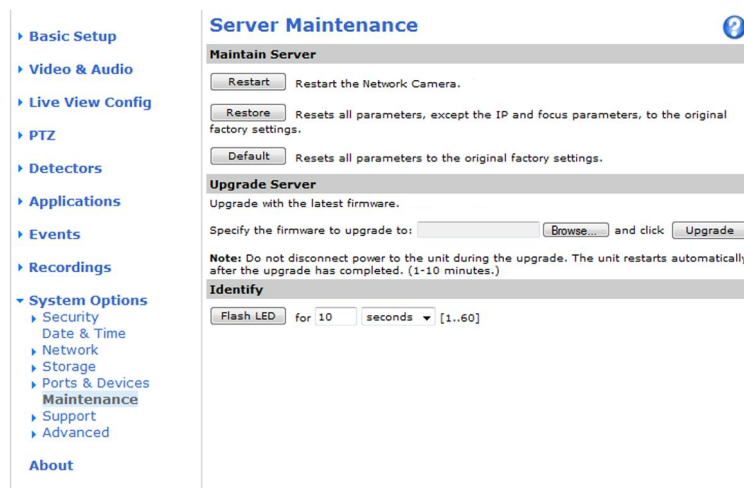 Basic Setup
Video & Audio
Live View Config
PTZ
Detectors
Applications
Events
Recordings
System Options
Security
Date & Time
Network
Storage
Ports & Devices
Maintenance
Support
Advanced
About
Server Maintenance
?
Maintain Server
Restart Restart the Network Camera.
Restore Resets all parameters, except the IP and focus parameters, to the original
factory settings.
Default Resets all parameters to the original factory settings.
Upgrade Server
Upgrade with the latest firmware.
Specify the firmware to upgrade to: Browse... and click Upgrade
Note: Do not disconnect power to the unit during the upgrade. The unit restarts automatically
after the upgrade has completed. (1-10 minutes.)
Identify
Flash LED for 10 seconds [1..60]